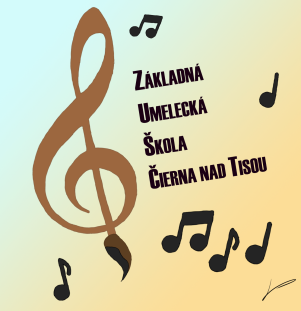 Základná
Umelecká
Škola
Čierna nad Tisou